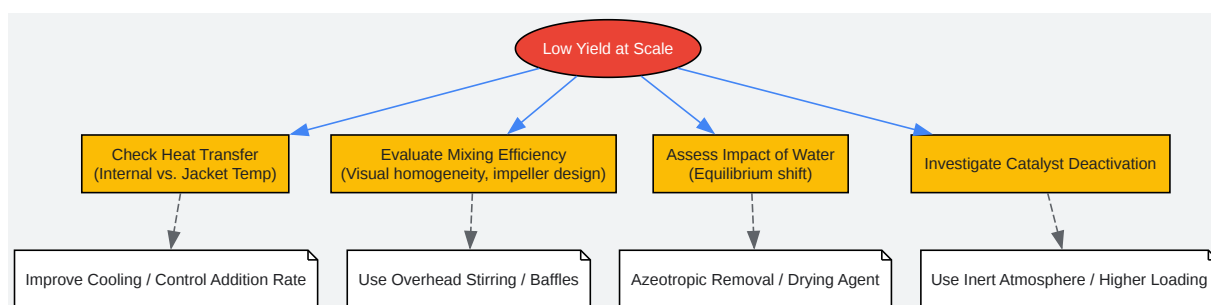 Low Yield at Scale
Check Heat Transfer
(Internal vs. Jacket Temp)
Evaluate Mixing Efficiency
(Visual homogeneity, impeller design)
Assess Impact of Water
(Equilibrium shift)
Investigate Catalyst Deactivation
Improve Cooling / Control Addition Rate
Use Overhead Stirring / Baffles
Azeotropic Removal / Drying Agent
Use Inert Atmosphere / Higher Loading